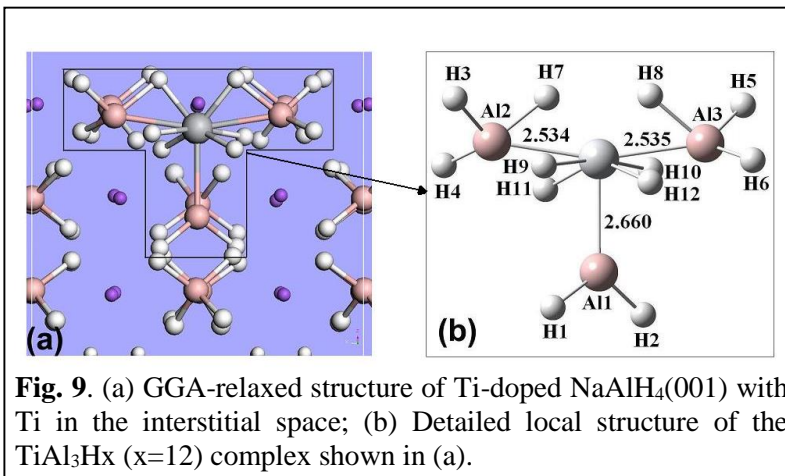 H3
H7
H8
H5
Al2
Al3
2.534
2.535
H4
H9
H10
H6
H11
H12
2.660
Al1
H1
H2
(a)
(b)
Fig. 9. (a) GGA-relaxed structure of Ti-doped NaAlH₄(001) with
Ti in the interstitial space; (b) Detailed local structure of the
TiAl₃Hx (x=12) complex shown in (a).